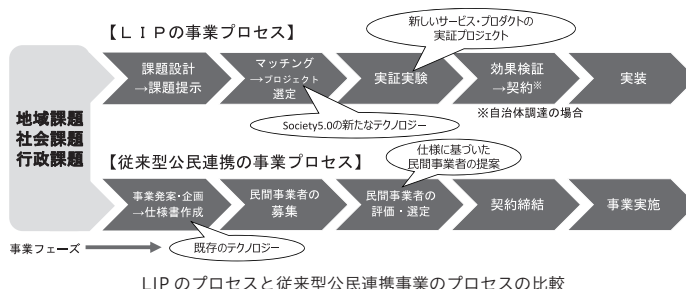 【ＬＩＰの事業プロセス】
新しいサービス・プロダクトの
実証プロジェクト
課題設計
→課題提示
マッチング
→プロジェクト
選定
実証実験
効果検証
→契約※
実装
※自治体調達の場合
Society5.0の新たなテクノロジー
地域課題
社会課題
行政課題
【従来型公民連携の事業プロセス】
仕様に基づいた
民間事業者の提案
事業発案・企画
→仕様書作成
民間事業者の
募集
民間事業者の
評価・選定
契約締結
事業実施
事業フェーズ
既存のテクノロジー
LIP のプロセスと従来型公民連携事業のプロセスの比較